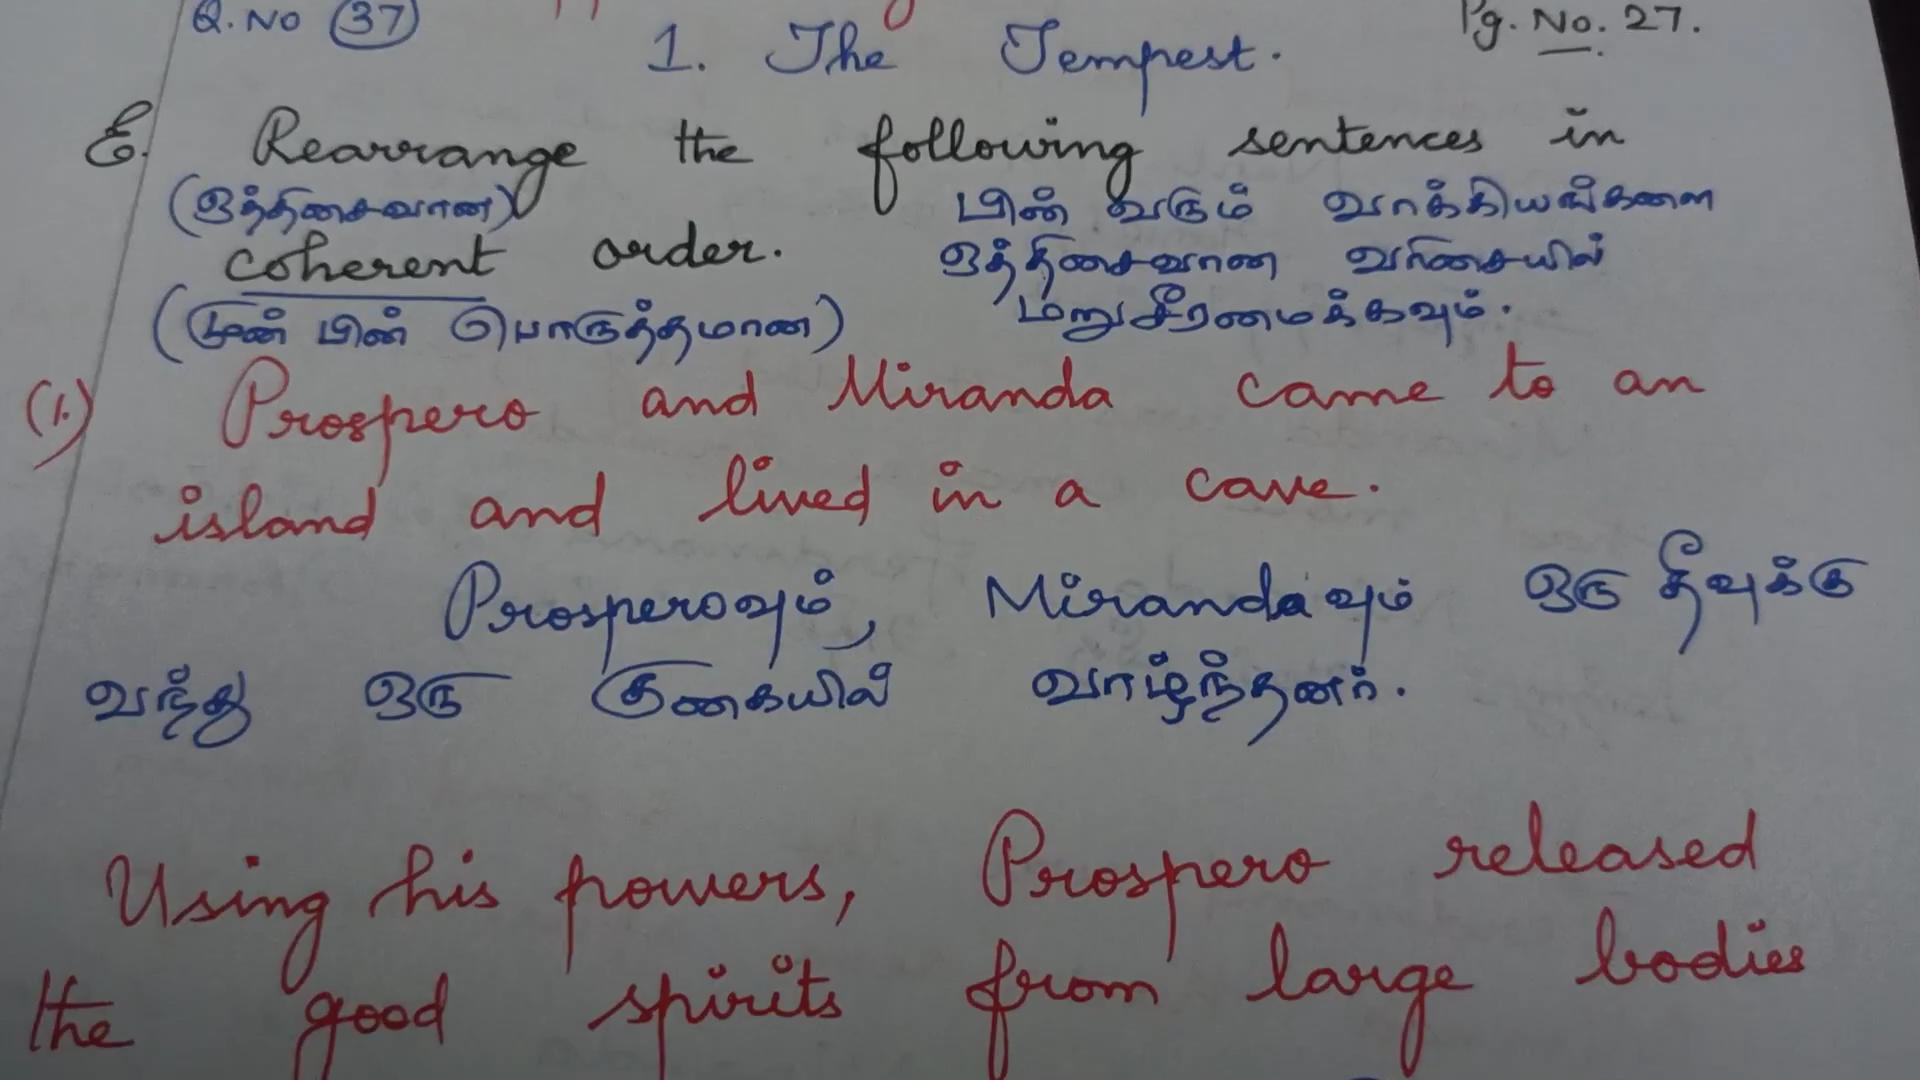 Q. No 37
Pg. No. 27.
1. The Tempest.
E. Rearrange the following sentences in
(ஒத்திசைவான) பின் வரும் வாக்கியங்களை
coherent order. ஒத்திசைவான வரிசையில்
(முன் பின் பொருத்தமான) மறுசீரமைக்கவும்.
(1.) Prospero and Miranda came to an
island and lived in a cave.
Prosperoவும், Mirandaவும் ஒரு தீவுக்கு
வந்து ஒரு குகையில் வாழ்ந்தனர்.
Using his powers, Prospero released
the good spirits from large bodies